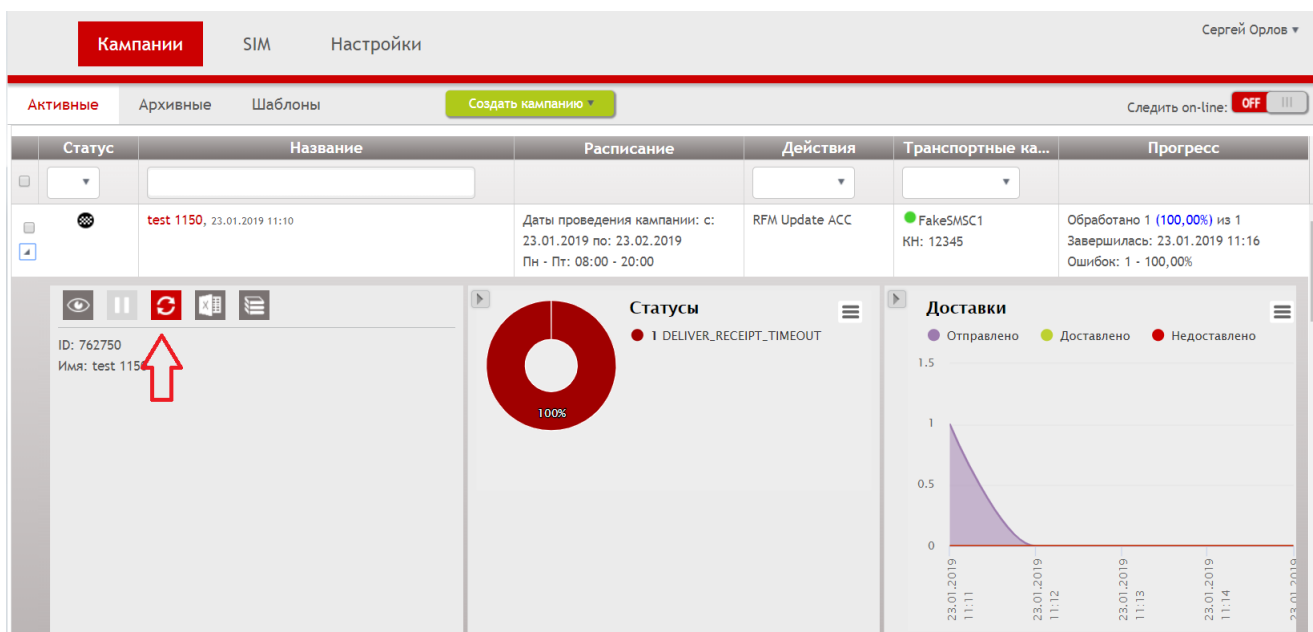 Сергей Орлов
Кампании SIM Настройки
Активные Архивные Шаблоны Создать кампанию Следить on-line: OFF
Статус Название Расписание Действия Транспортные ка... Прогресс
test 1150, 23.01.2019 11:10
Даты проведения кампании: с:
23.01.2019 по: 23.02.2019
Пн - Пт: 08:00 - 20:00
RFM Update ACC
FakeSMSC1
КН: 12345
Обработано 1 (100,00%) из 1
Завершилась: 23.01.2019 11:16
Ошибок: 1 - 100,00%
ID: 762750
Имя: test 1150
Статусы
1 DELIVER_RECEIPT_TIMEOUT
100%
Доставки
Отправлено Доставлено Недоставлено
1.5
1
0.5
0
23.01.2019
11:11
23.01.2019
11:12
23.01.2019
11:13
23.01.2019
11:14
23.01.2019